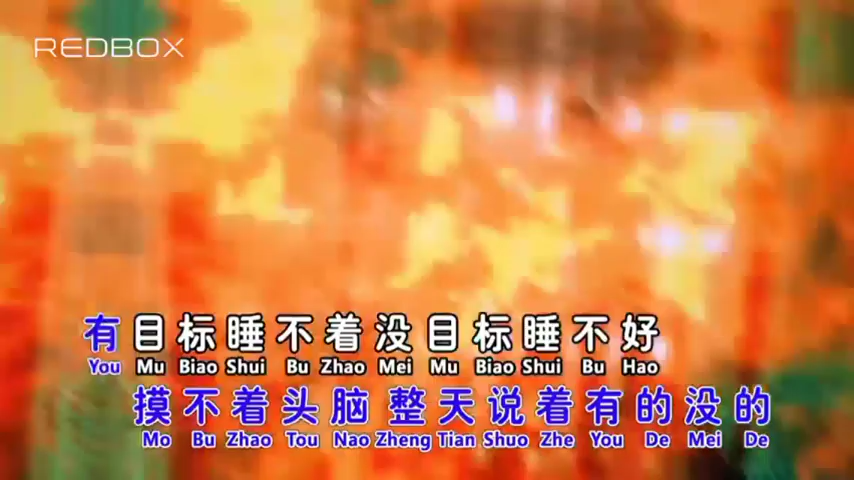 REDBOX
有目标睡不着没目标睡不好
You Mu Biao Shui Bu Zhao Mei Mu Biao Shui Bu Hao
摸不着头脑 整天说着有的没的
Mo Bu Zhao Tou Nao Zheng Tian Shuo Zhe You De Mei De